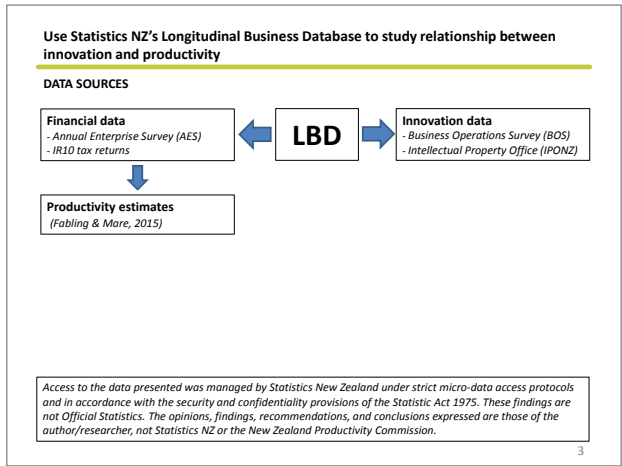 Use Statistics NZ's Longitudinal Business Database to study relationship between
innovation and productivity
DATA SOURCES
Financial data
- Annual Enterprise Survey (AES)
- IR10 tax returns
LBD
Innovation data
- Business Operations Survey (BOS)
- Intellectual Property Office (IPONZ)
Productivity estimates
(Fabling & Mare, 2015)
Access to the data presented was managed by Statistics New Zealand under strict micro-data access protocols
and in accordance with the security and confidentiality provisions of the Statistic Act 1975. These findings are
not Official Statistics. The opinions, findings, recommendations, and conclusions expressed are those of the
author/researcher, not Statistics NZ or the New Zealand Productivity Commission.
3